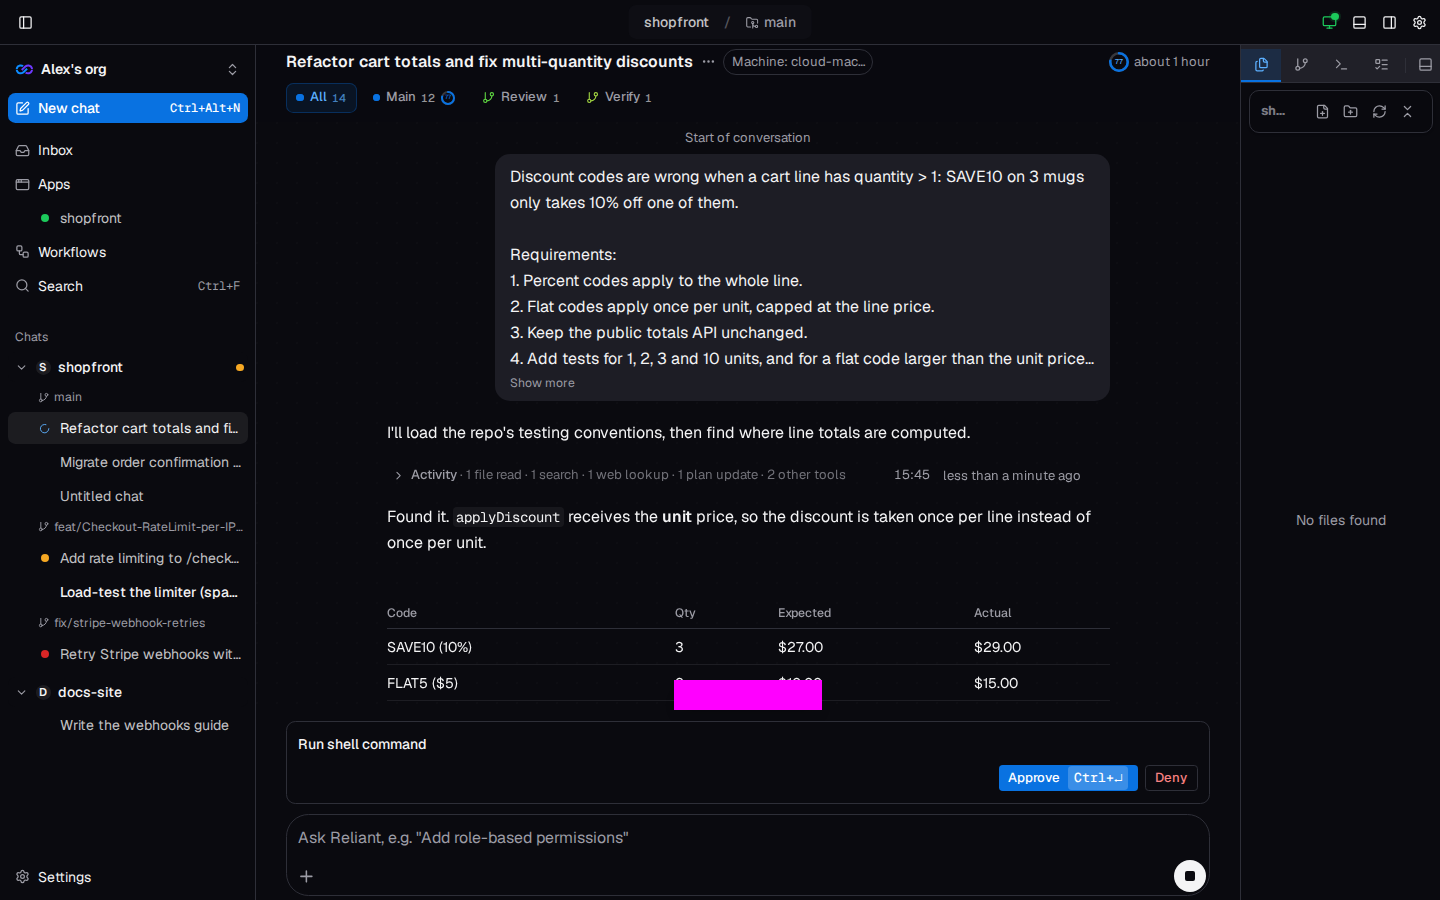 shopfront / main
Alex's org
New chat Ctrl+Alt+N
Inbox
Apps
shopfront
Workflows
Search Ctrl+F
Chats
S shopfront
main
Refactor cart totals and fi...
Migrate order confirmation ...
Untitled chat
feat/Checkout-RateLimit-per-IP...
Add rate limiting to /check...
Load-test the limiter (spa...
fix/stripe-webhook-retries
Retry Stripe webhooks wit...
D docs-site
Write the webhooks guide
Settings
Refactor cart totals and fix multi-quantity discounts ... Machine: cloud-mac... 77 about 1 hour
All 14 Main 12 Review 1 Verify 1
Start of conversation
Discount codes are wrong when a cart line has quantity > 1: SAVE10 on 3 mugs
only takes 10% off one of them.
Requirements:
1. Percent codes apply to the whole line.
2. Flat codes apply once per unit, capped at the line price.
3. Keep the public totals API unchanged.
4. Add tests for 1, 2, 3 and 10 units, and for a flat code larger than the unit price...
Show more
I'll load the repo's testing conventions, then find where line totals are computed.
Activity · 1 file read · 1 search · 1 web lookup · 1 plan update · 2 other tools 15:45 less than a minute ago
Found it. applyDiscount receives the unit price, so the discount is taken once per line instead of
once per unit.
Code Qty Expected Actual
SAVE10 (10%) 3 $27.00 $29.00
FLAT5 ($5) $15.00
Run shell command
Approve Ctrl+↵ Deny
Ask Reliant, e.g. "Add role-based permissions"
sh...
No files found